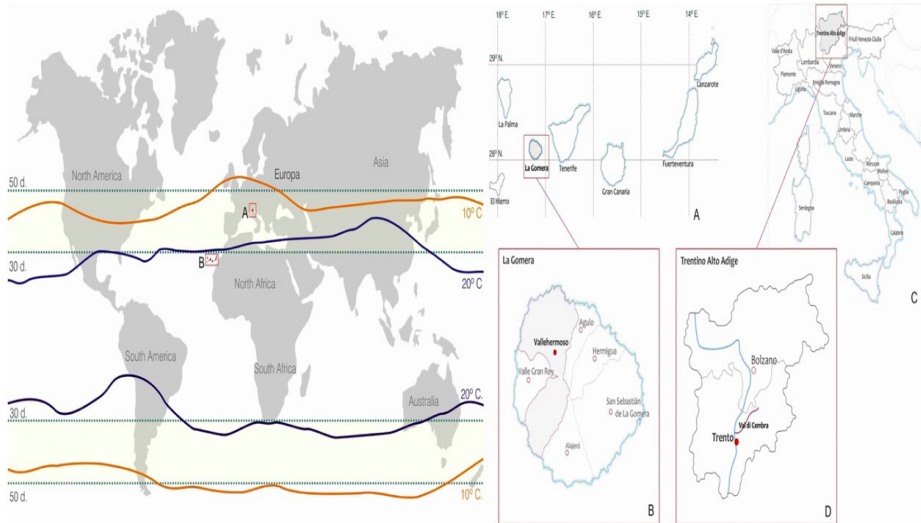 North America
Europa
Asia
50 d.
10º C
A
B
30 d.
20º C
North Africa
South America
South Africa
Australia
20º C.
30 d.
10º C.
50 d.
18º E.
17º E.
16º E.
15º E.
14º E.
29º N.
28º N.
La Palma
El Hierro
La Gomera
Tenerife
Gran Canaria
Fuerteventura
Lanzarote
A
La Gomera
Vallehermoso
Agulo
Hermigua
Valle Gran Rey
San Sebastián
de La Gomera
Alajeró
B
Trentino Alto Adige
Friuli Venezia Giulia
Valle d'Aosta
Lombardia
Veneto
Piemonte
Liguria
Emiglia Romagna
Toscana
Marche
Umbria
Lazio
Abruzzo
Molise
Campania
Puglia
Basilicata
Calabria
Sicilia
C
Trentino Alto Adige
Bolzano
Val di Cembra
Trento
D